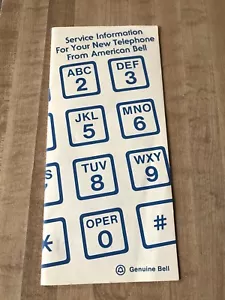 Service Information
For Your New Telephone
From American Bell
ABC DEF
2 3
JKL MNO
5 6
S TUV WXY
8 9
OPER
0 #
Genuine Bell